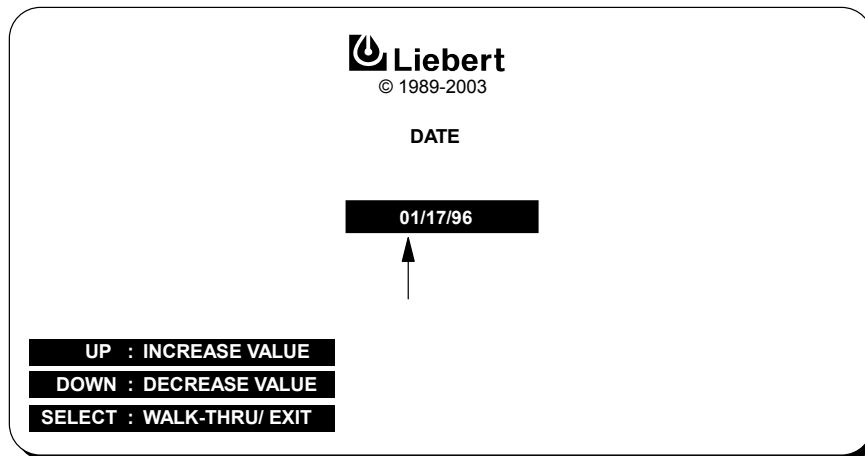 Liebert
© 1989-2003
DATE
01/17/96
UP : INCREASE VALUE
DOWN : DECREASE VALUE
SELECT : WALK-THRU/ EXIT